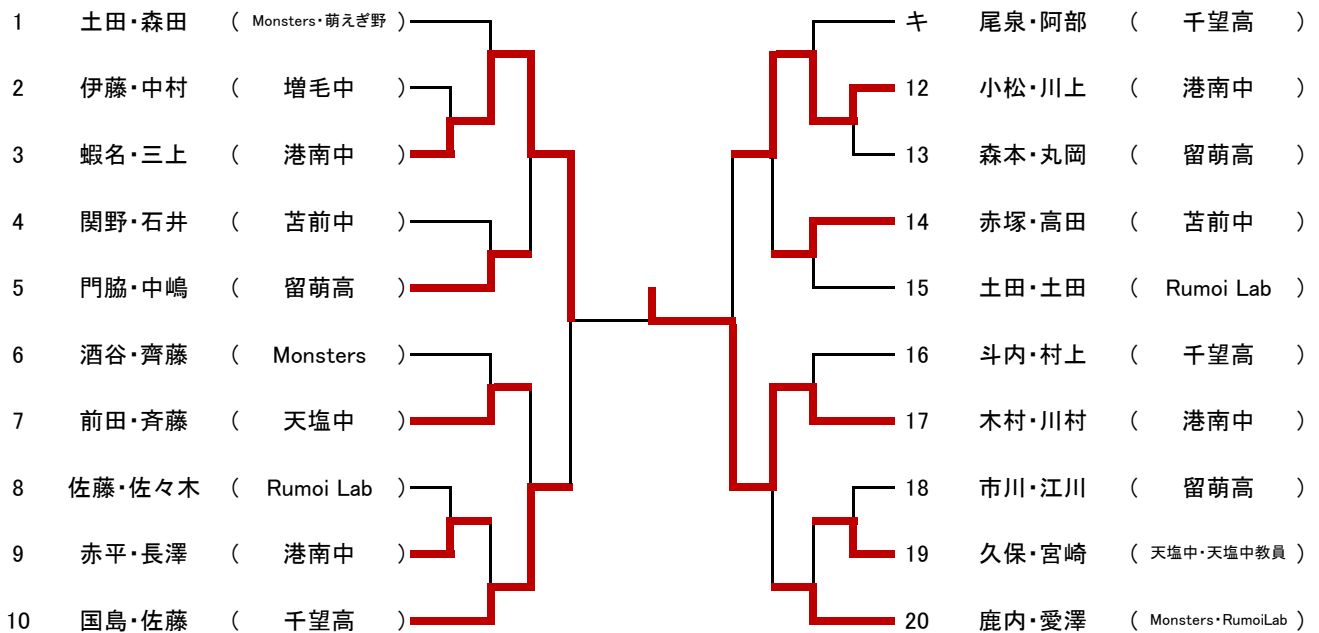 1 土田・森田 ( Monsters・萌えぎ野 )
2 伊藤・中村 ( 増毛中 )
3 蝦名・三上 ( 港南中 )
4 関野・石井 ( 苫前中 )
5 門脇・中嶋 ( 留萌高 )
6 酒谷・齊藤 ( Monsters )
7 前田・斉藤 ( 天塩中 )
8 佐藤・佐々木 ( Rumoi Lab )
9 赤平・長澤 ( 港南中 )
10 国島・佐藤 ( 千望高 )
キ 尾泉・阿部 ( 千望高 )
12 小松・川上 ( 港南中 )
13 森本・丸岡 ( 留萌高 )
14 赤塚・高田 ( 苫前中 )
15 土田・土田 ( Rumoi Lab )
16 斗内・村上 ( 千望高 )
17 木村・川村 ( 港南中 )
18 市川・江川 ( 留萌高 )
19 久保・宮崎 ( 天塩中・天塩中教員 )
20 鹿内・愛澤 ( Monsters・RumoiLab )